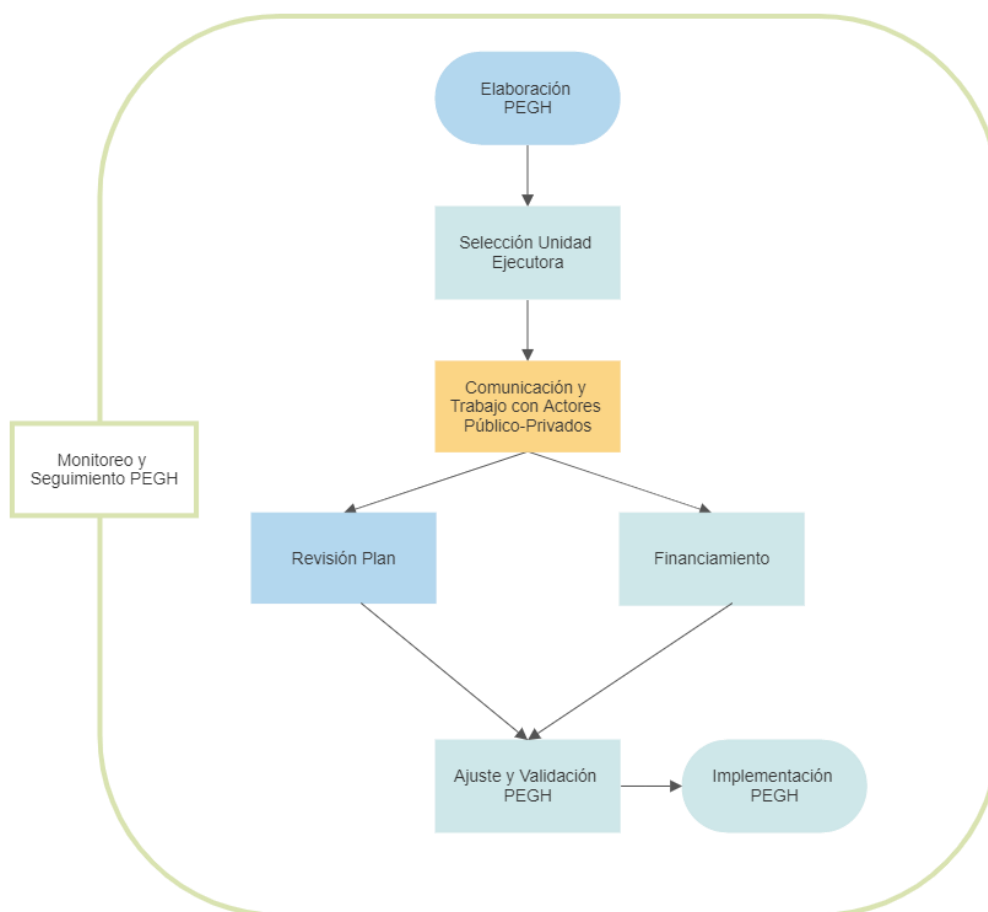 Elaboración
PEGH
Selección Unidad
Ejecutora
Comunicación y
Trabajo con Actores
Público-Privados
Monitoreo y
Seguimiento PEGH
Revisión Plan
Financiamiento
Ajuste y Validación
PEGH
Implementación
PEGH